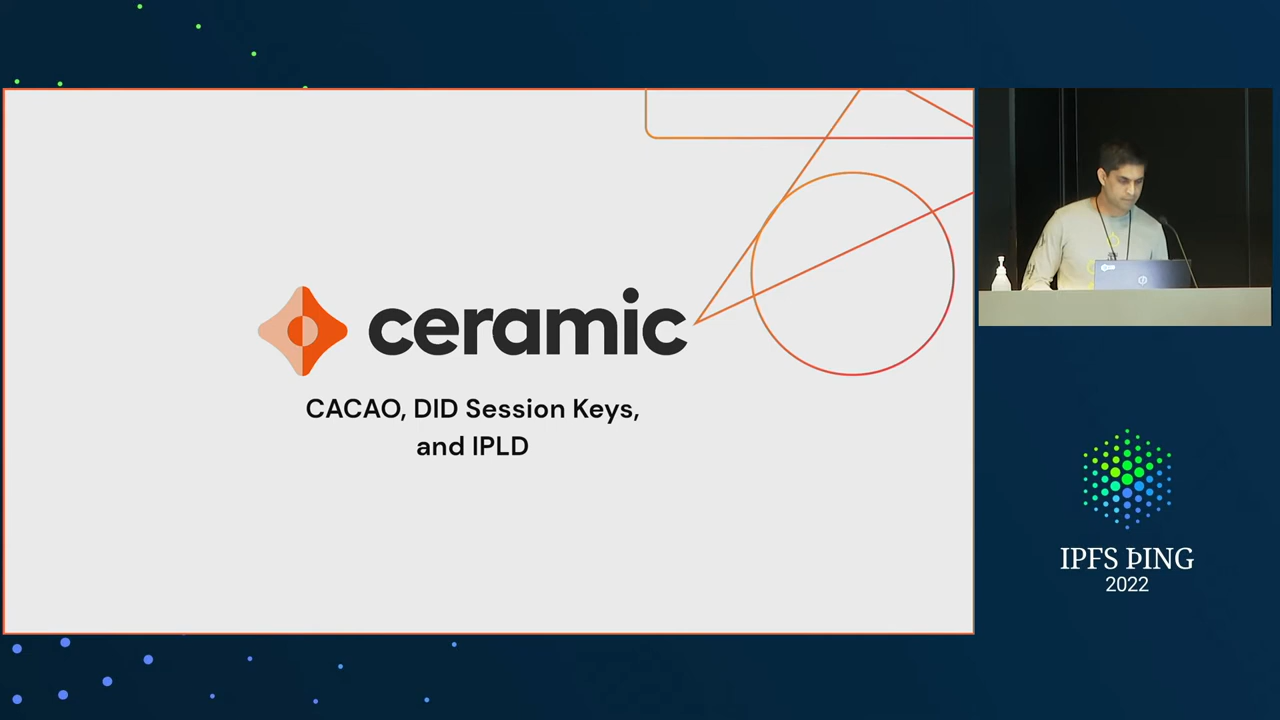 ceramic
CACAO, DID Session Keys,
and IPLD
IPFS ÞING
2022